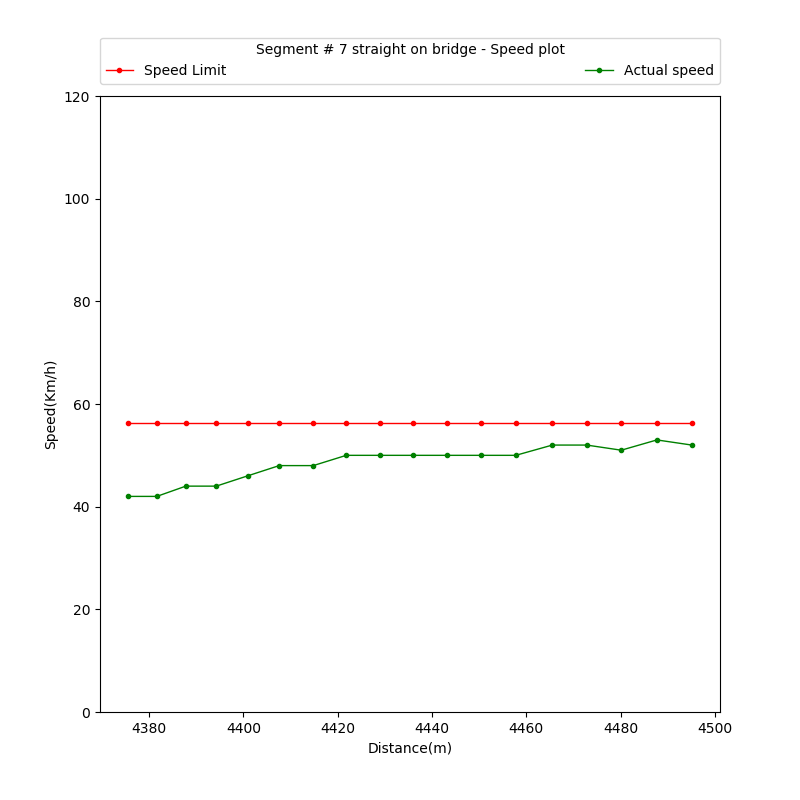 Segment # 7 straight on bridge - Speed plot
Speed Limit
Actual speed
120
100
80
60
40
20
0
Speed(Km/h)
4380 4400 4420 4440 4460 4480 4500
Distance(m)